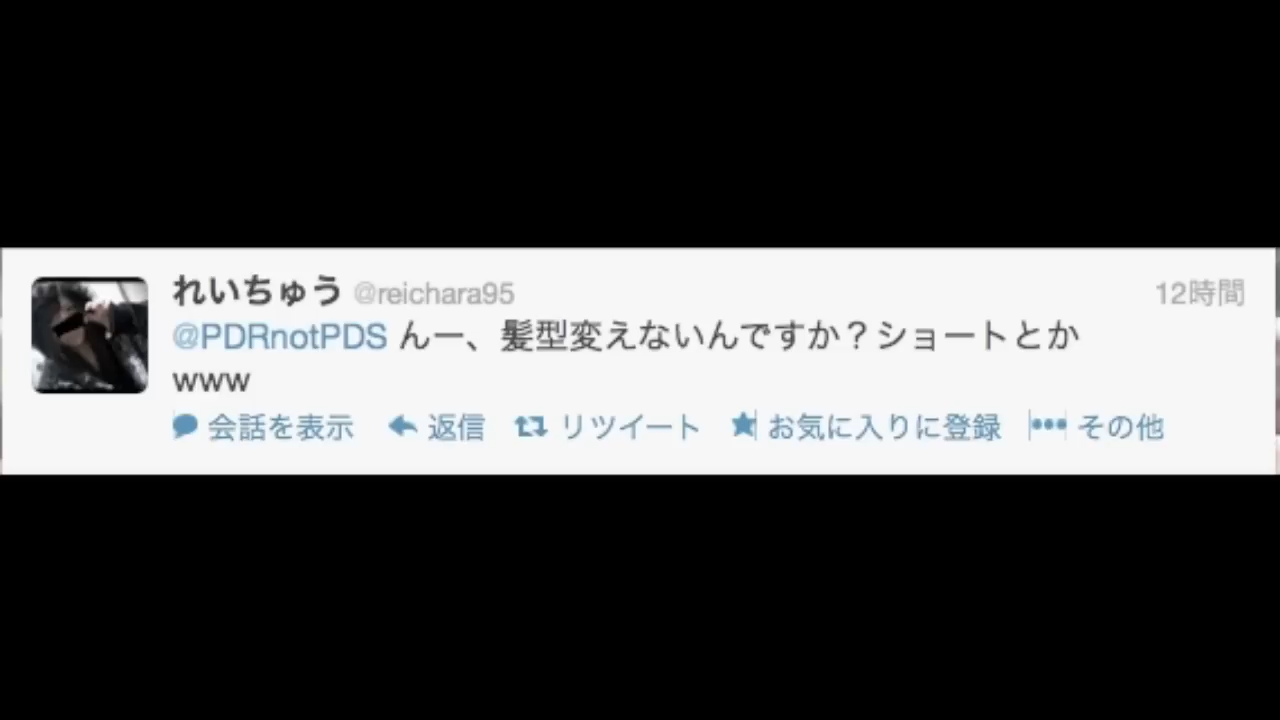 れいちゅう @reichara95 12時間
@PDRnotPDS んー、髪型変えないんですか？ショートとか
www
会話を表示 返信 リツイート お気に入りに登録 その他